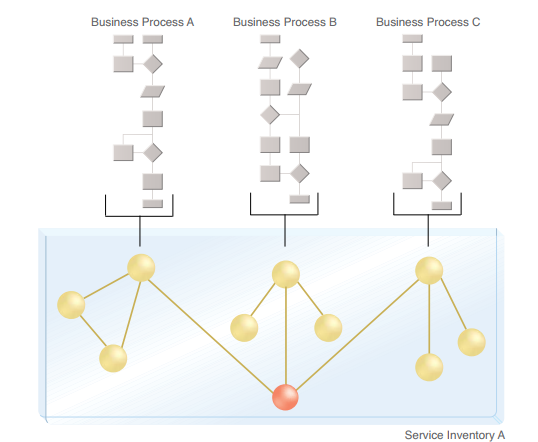 Business Process A
Business Process B
Business Process C
Service Inventory A